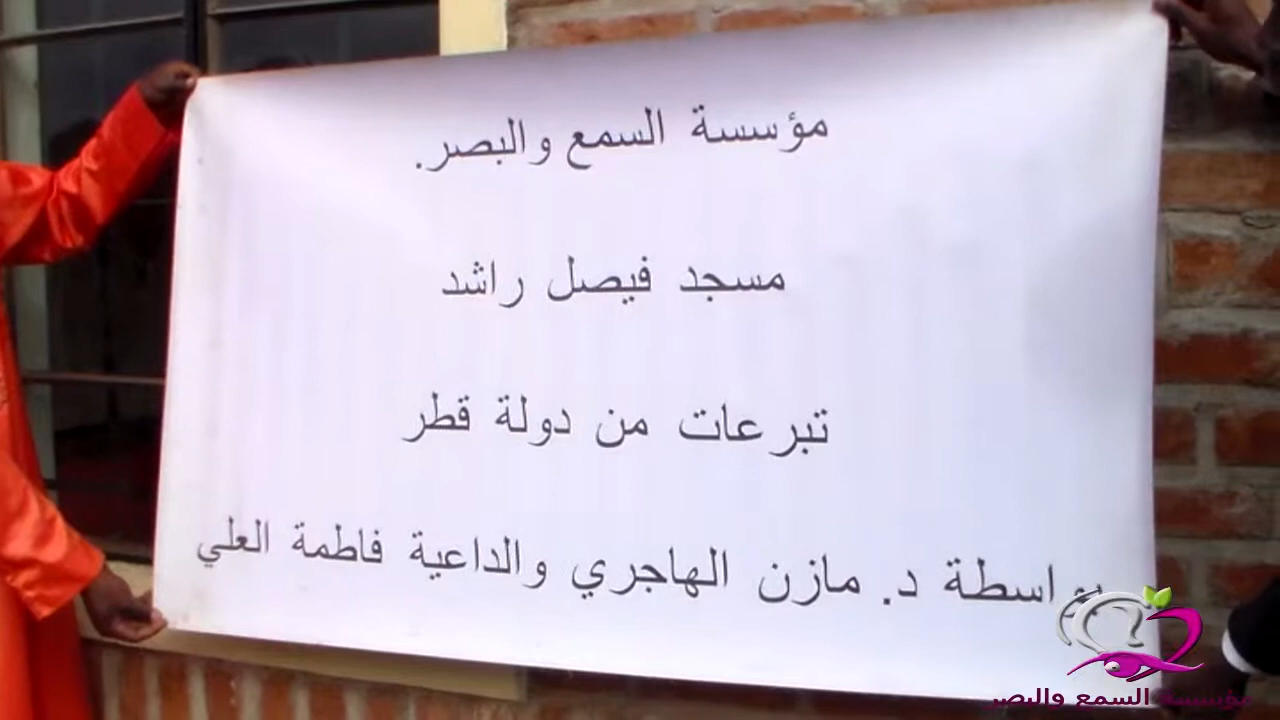 مؤسسة السمع والبصر.
مسجد فيصل راشد
تبرعات من دولة قطر
بواسطة د. مازن الهاجري والداعية فاطمة العلي
مؤسسة السمع والبصر